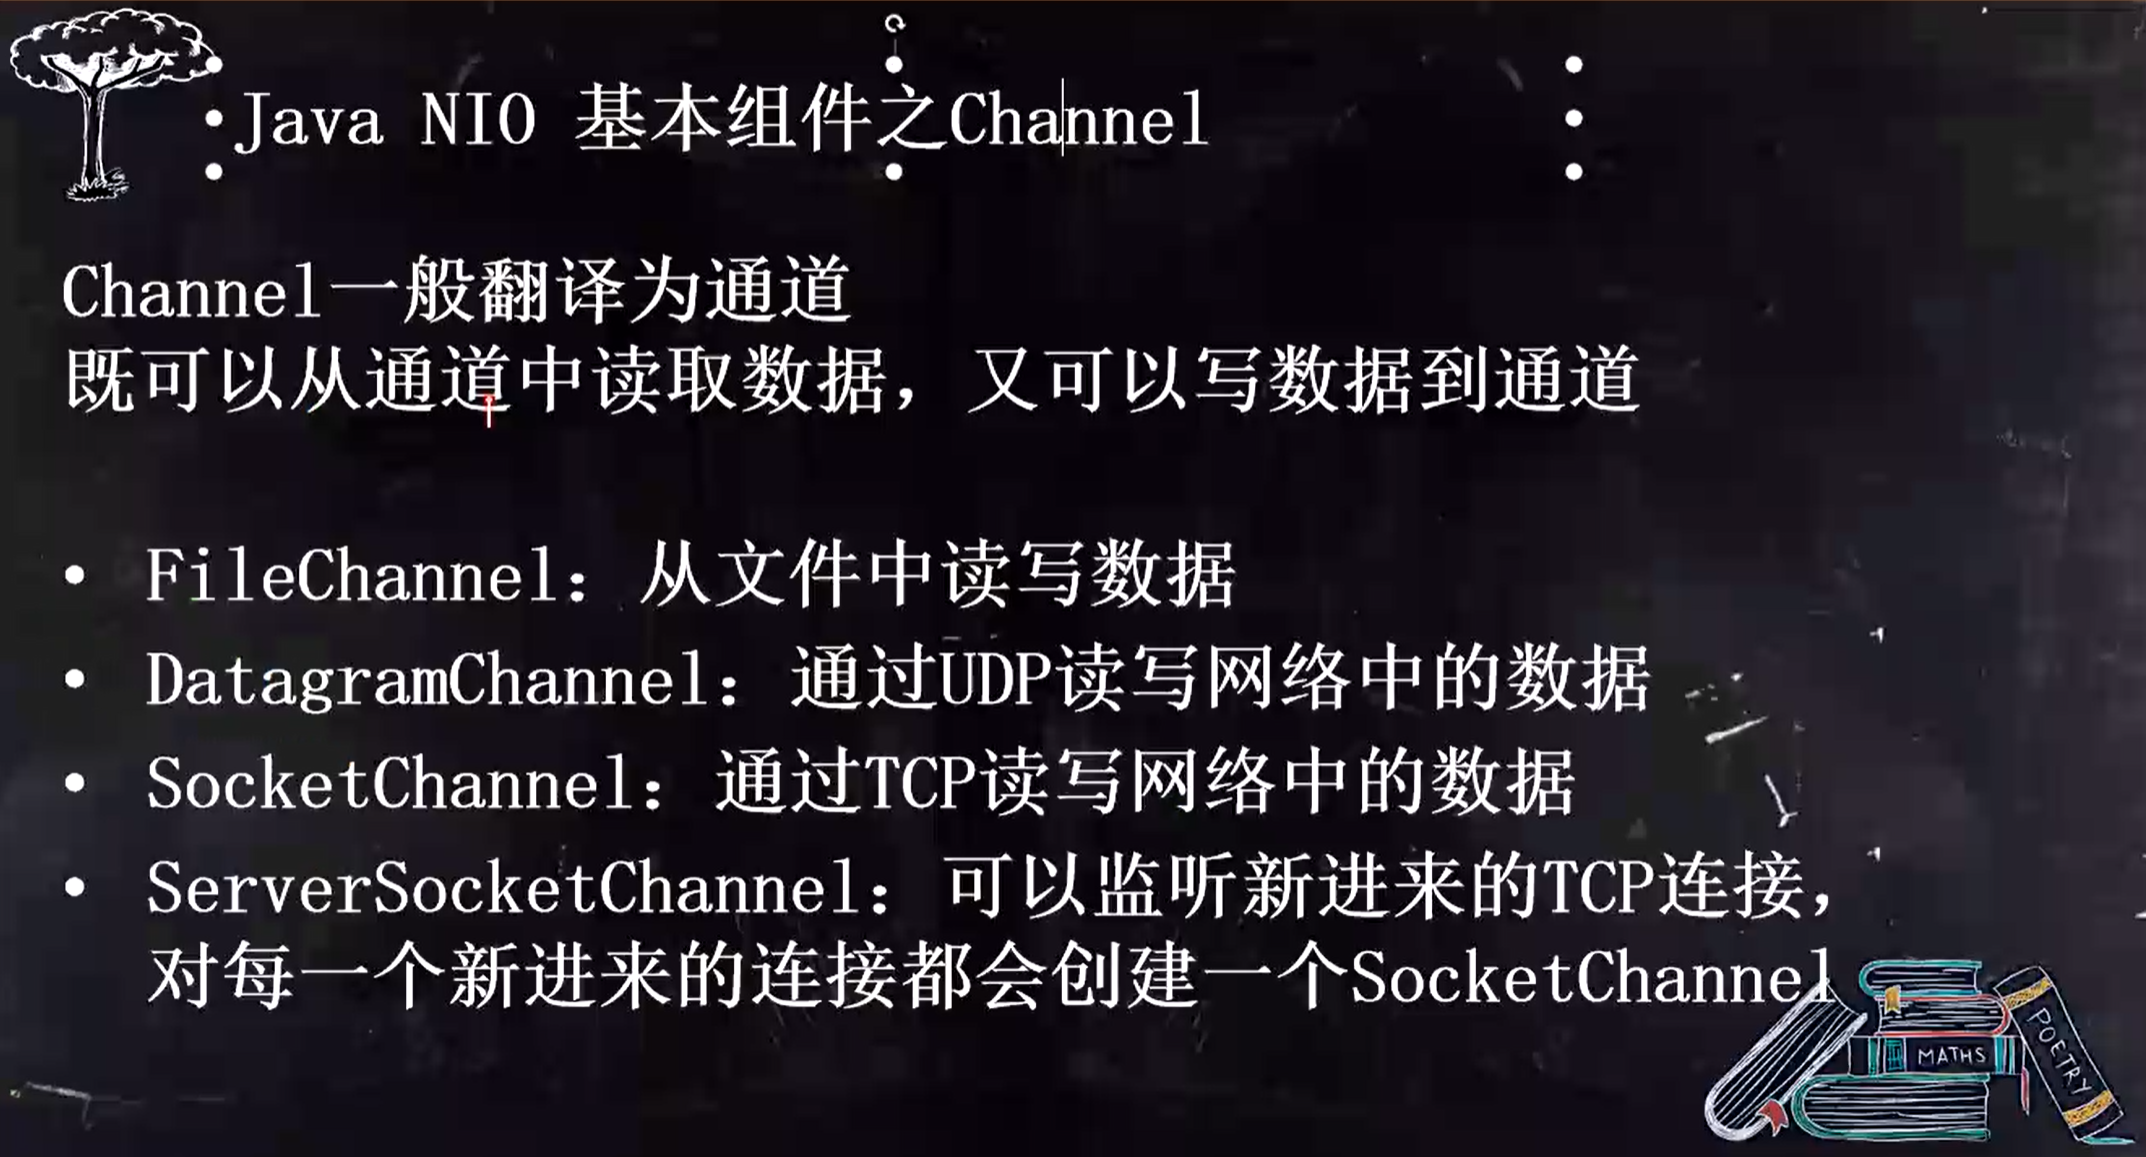 Java NIO 基本组件之Channel
Channel一般翻译为通道
既可以从通道中读取数据，又可以写数据到通道
• FileChannel：从文件中读写数据
• DatagramChannel：通过UDP读写网络中的数据
• SocketChannel：通过TCP读写网络中的数据
• ServerSocketChannel：可以监听新进来的TCP连接，
对每一个新进来的连接都会创建一个SocketChannel
MATHS
POETRY